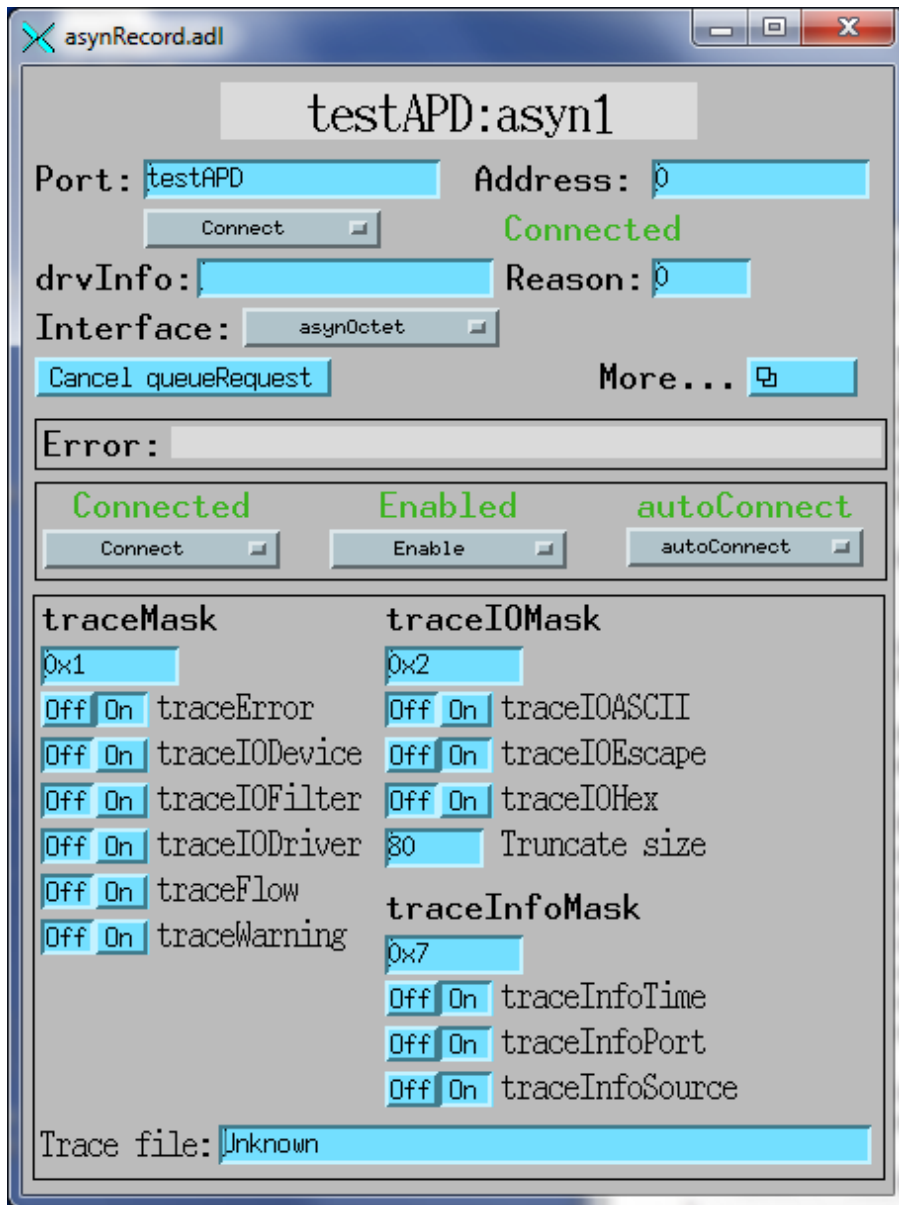 asynRecord.adl
testAPD:asyn1
Port: testAPD Address: 0
Connect Connected
drvInfo: Reason: 0
Interface: asynOctet
Cancel queueRequest More...
Error:
Connected Enabled autoConnect
Connect Enable autoConnect
traceMask traceIOMask
0x1 0x2
Off On traceError Off On traceIOASCII
Off On traceIODevice Off On traceIOEscape
Off On traceIOFilter Off On traceIOHex
Off On traceIODriver 80 Truncate size
Off On traceFlow traceInfoMask
Off On traceWarning 0x7
Off On traceInfoTime
Off On traceInfoPort
Off On traceInfoSource
Trace file: Unknown